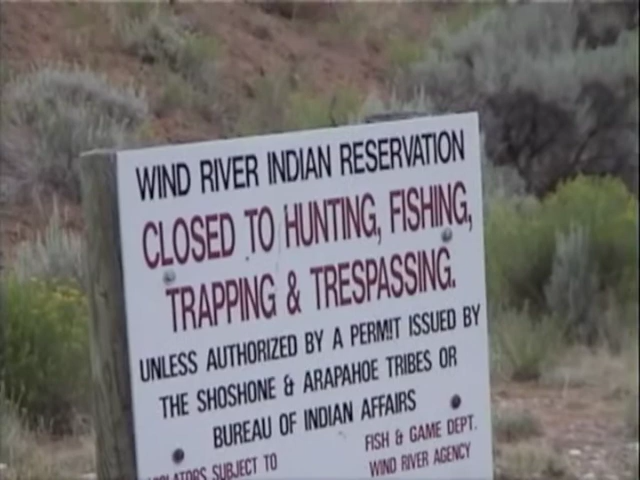 WIND RIVER INDIAN RESERVATION
CLOSED TO HUNTING, FISHING,
TRAPPING & TRESPASSING.
UNLESS AUTHORIZED BY A PERMIT ISSUED BY
THE SHOSHONE & ARAPAHOE TRIBES OR
BUREAU OF INDIAN AFFAIRS
SUBJECT TO
FISH & GAME DEPT.
WIND RIVER AGENCY